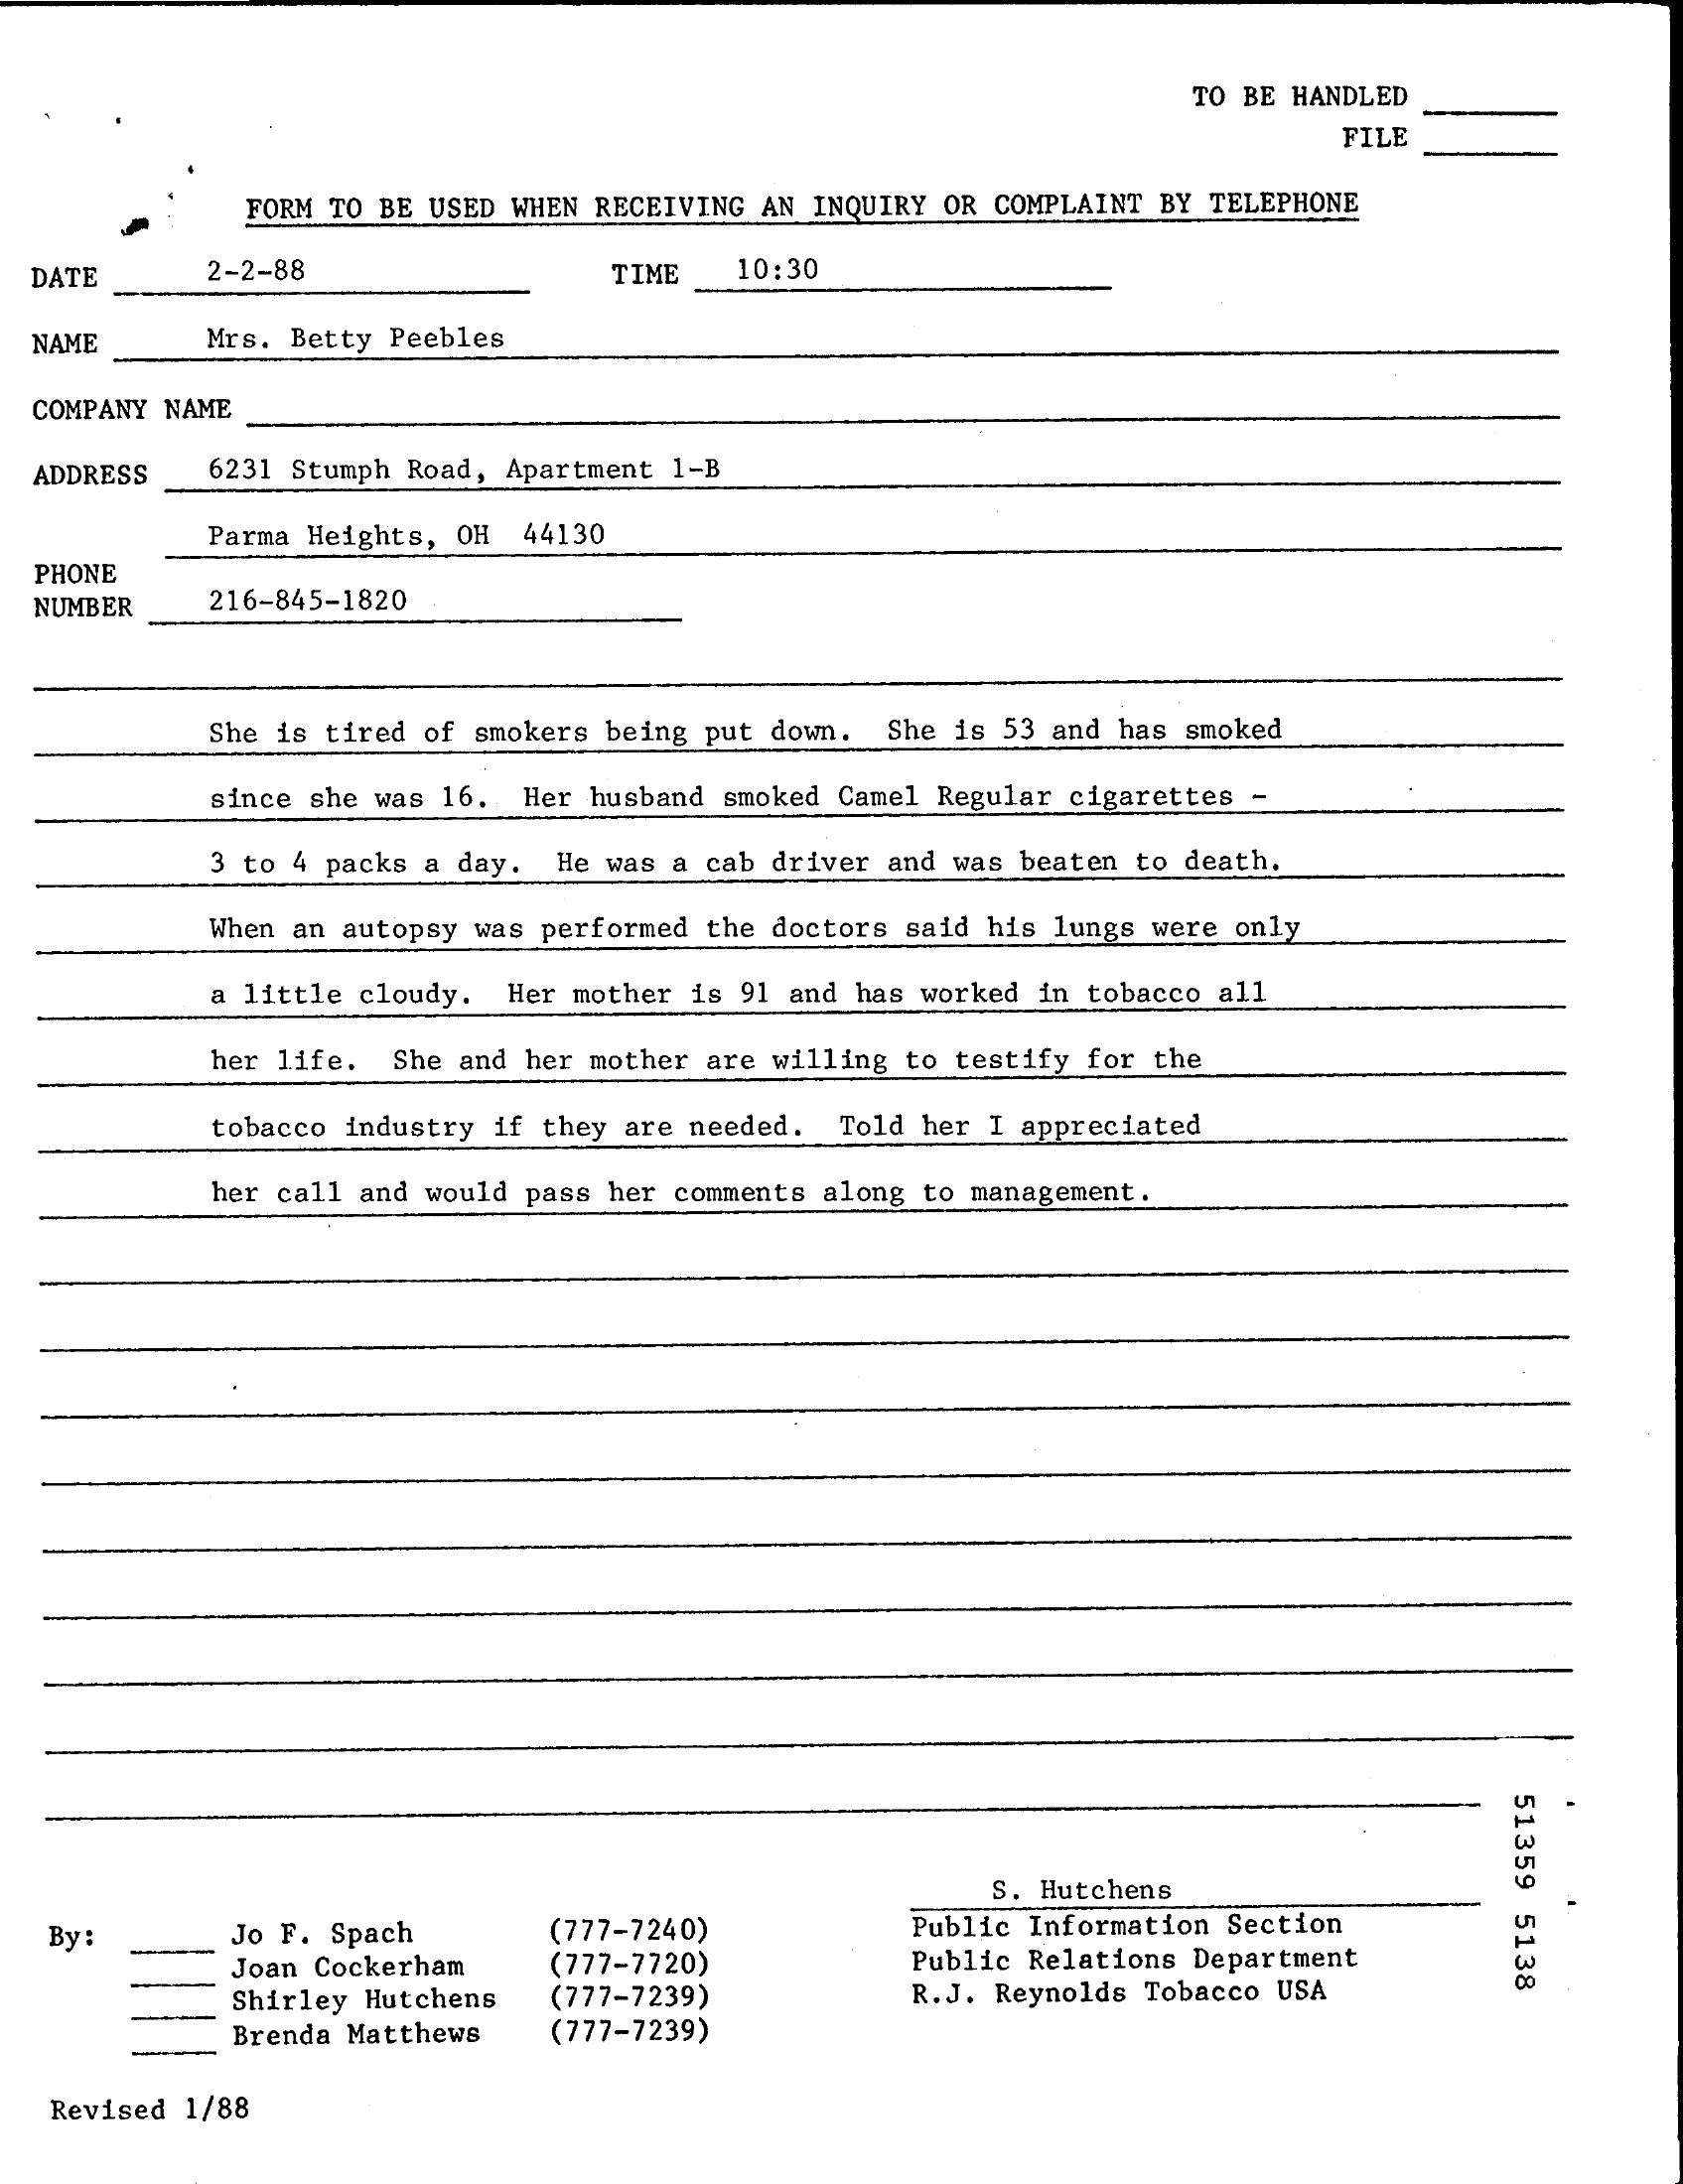 TO BE HANDLED
FILE
FORM TO BE USED WHEN RECEIVING AN INQUIRY OR COMPLAINT BY TELEPHONE
DATE 2-2-88 TIME 10:30
NAME Mrs. Betty Peebles
COMPANY NAME
ADDRESS 6231 Stumph Road, Apartment 1-B
Parma Heights, OH 44130
PHONE
NUMBER 216-845-1820
She is tired of smokers being put down. She is 53 and has smoked
since she was 16. Her husband smoked Camel Regular cigarettes -
3 to 4 packs a day. He was a cab driver and was beaten to death.
When an autopsy was performed the doctors said his lungs were only
a little cloudy. Her mother is 91 and has worked in tobacco all
her life. She and her mother are willing to testify for the
tobacco industry if they are needed. Told her I appreciated
her call and would pass her comments along to management.
S. Hutchens
Public Information Section
Public Relations Department
R.J. Reynolds Tobacco USA
By: Jo F. Spach (777-7240)
Joan Cockerham (777-7720)
Shirley Hutchens (777-7239)
Brenda Matthews (777-7239)
Revised 1/88
51359 5138